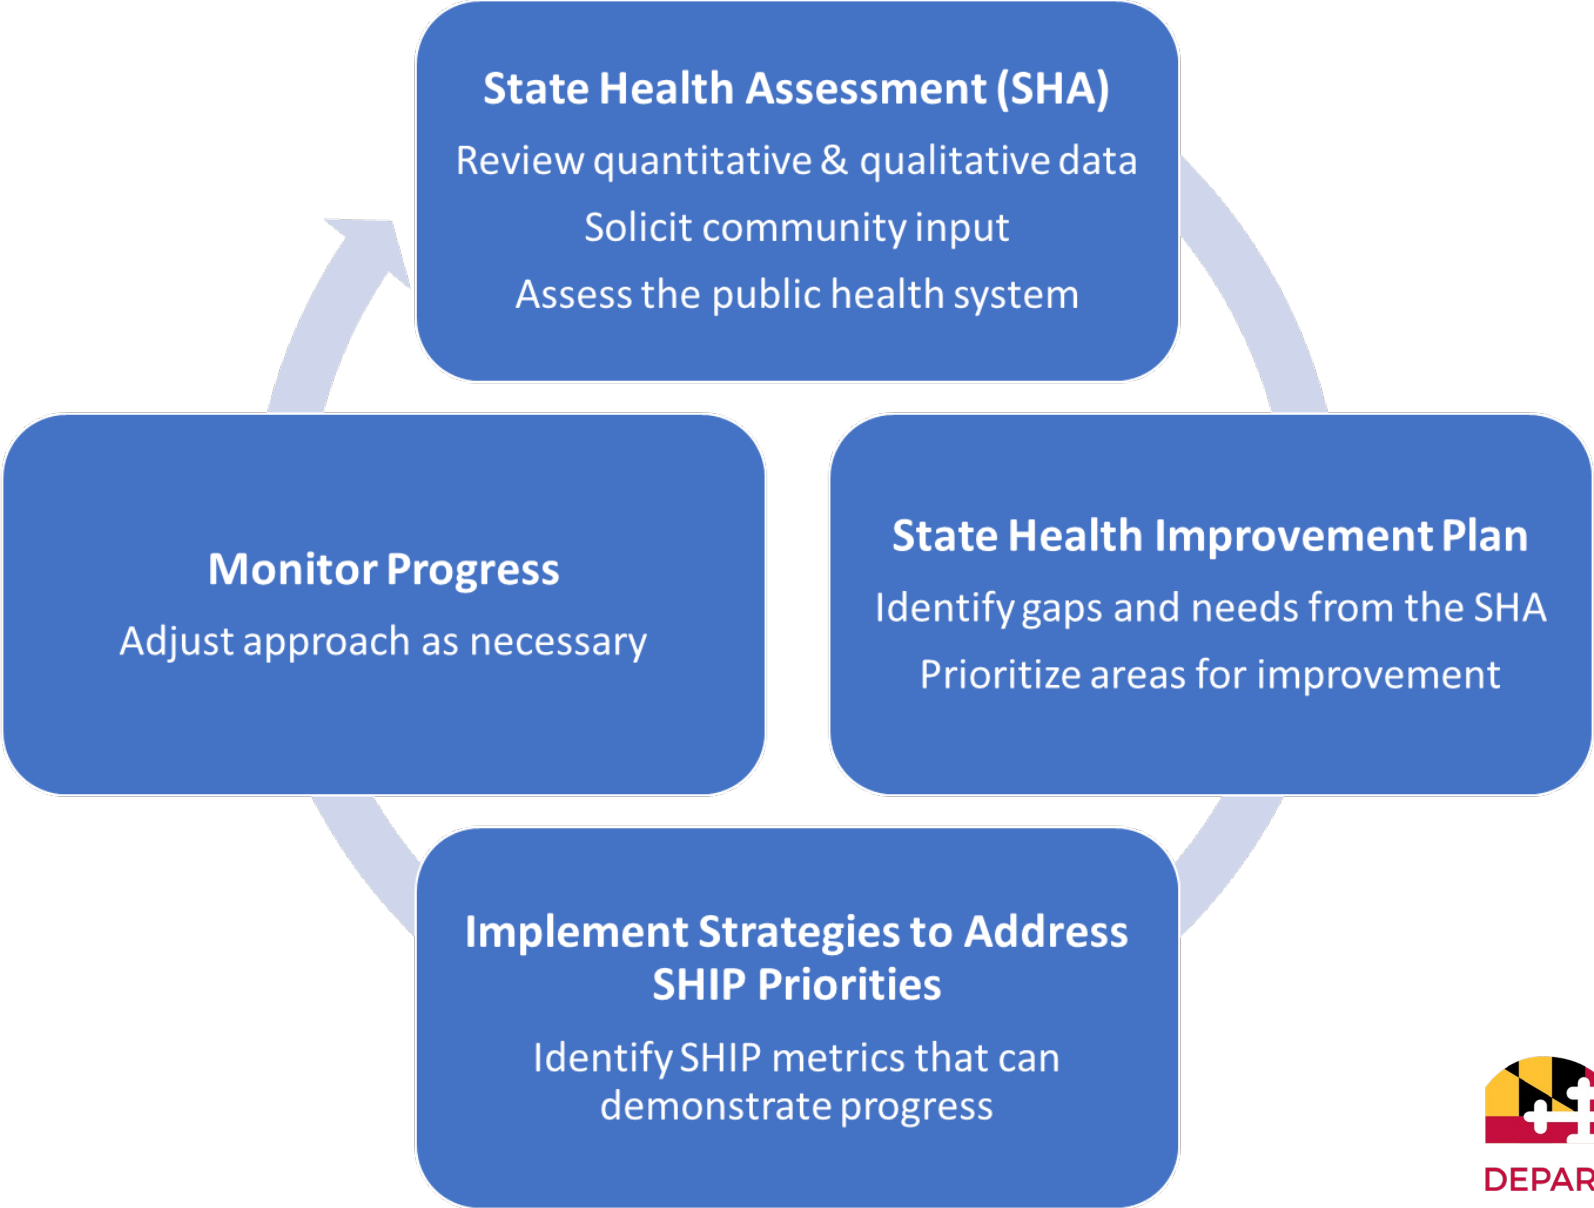 State Health Assessment (SHA)
Review quantitative & qualitative data
Solicit community input
Assess the public health system
State Health Improvement Plan
Identify gaps and needs from the SHA
Prioritize areas for improvement
Implement Strategies to Address
SHIP Priorities
Identify SHIP metrics that can
demonstrate progress
Monitor Progress
Adjust approach as necessary
DEPAR